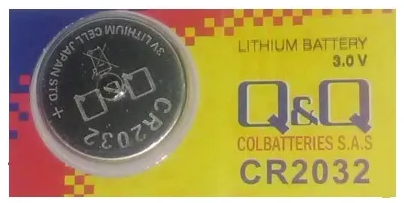 3V LITHIUM CELL JAPAN STD. +
CR2032
LITHIUM BATTERY
3.0 V
Q&Q
COLBATTERIES S.A.S
CR2032